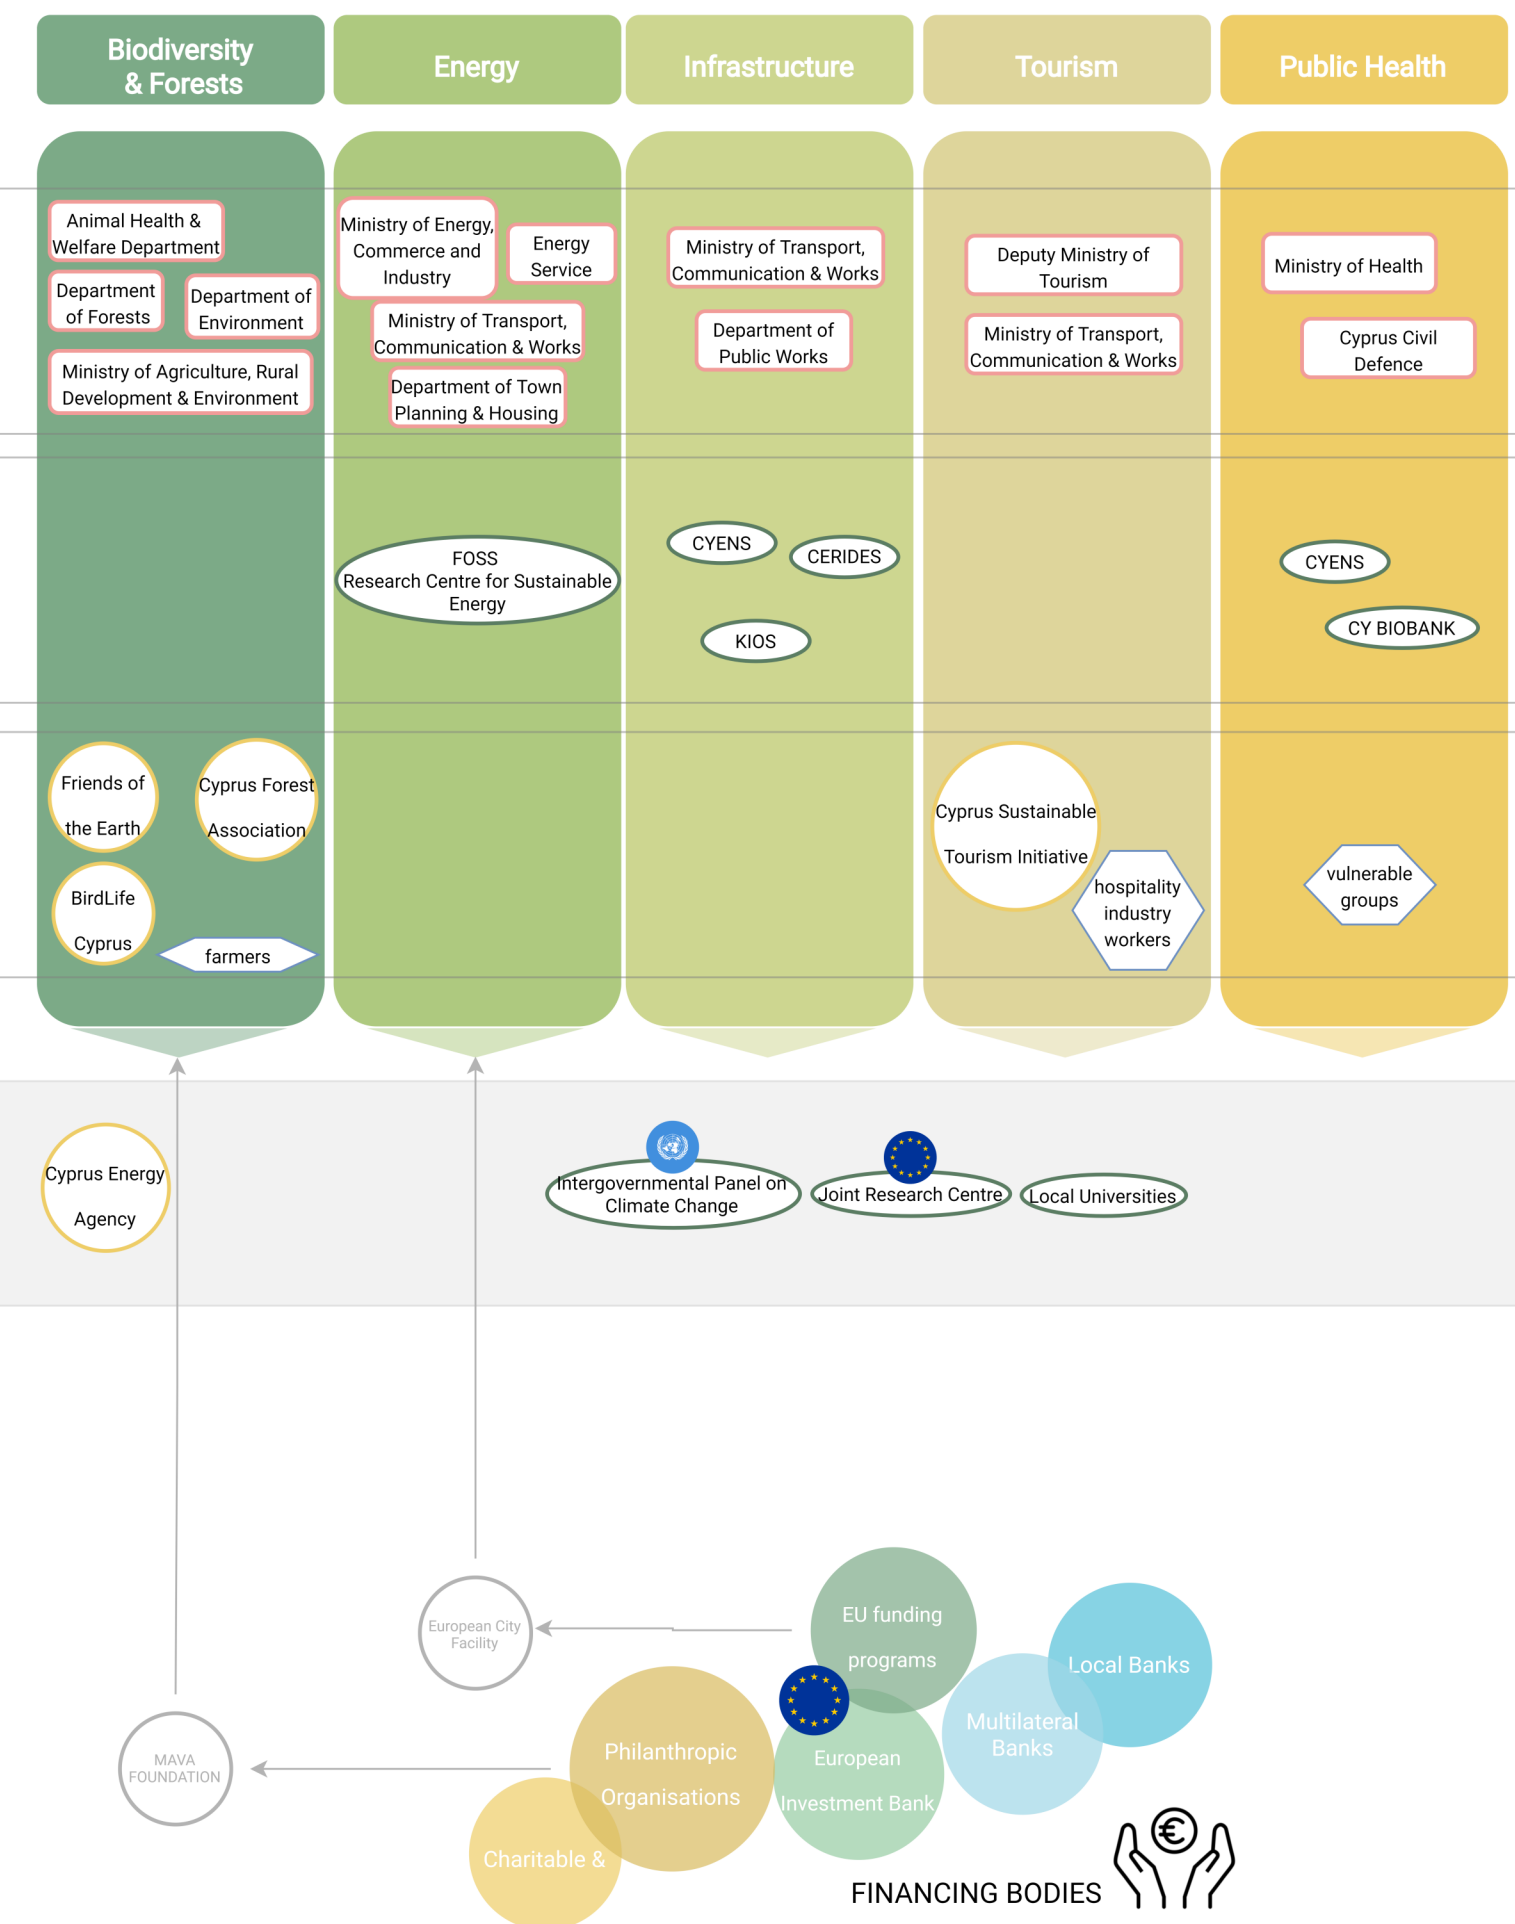 Biodiversity
& Forests
Energy
Infrastructure
Tourism
Public Health
Animal Health &
Welfare Department
Department
of Forests
Department of
Environment
Ministry of Agriculture, Rural
Development & Environment
Ministry of Energy,
Commerce and
Industry
Energy
Service
Ministry of Transport,
Communication & Works
Department of Town
Planning & Housing
Ministry of Transport,
Communication & Works
Department of
Public Works
Deputy Ministry of
Tourism
Ministry of Transport,
Communication & Works
Ministry of Health
Cyprus Civil
Defence
FOSS
Research Centre for Sustainable
Energy
CYENS
CERIDES
KIOS
CYENS
CY BIOBANK
Friends of
the Earth
Cyprus Forest
Association
BirdLife
Cyprus
farmers
Cyprus Sustainable
Tourism Initiative
hospitality
industry
workers
vulnerable
groups
Cyprus Energy
Agency
Intergovernmental Panel on
Climate Change
Joint Research Centre
Local Universities
European City
Facility
EU funding
programs
Local Banks
Multilateral
Banks
MAVA
FOUNDATION
Philanthropic
Organisations
European
Investment Bank
Charitable &
FINANCING BODIES
€